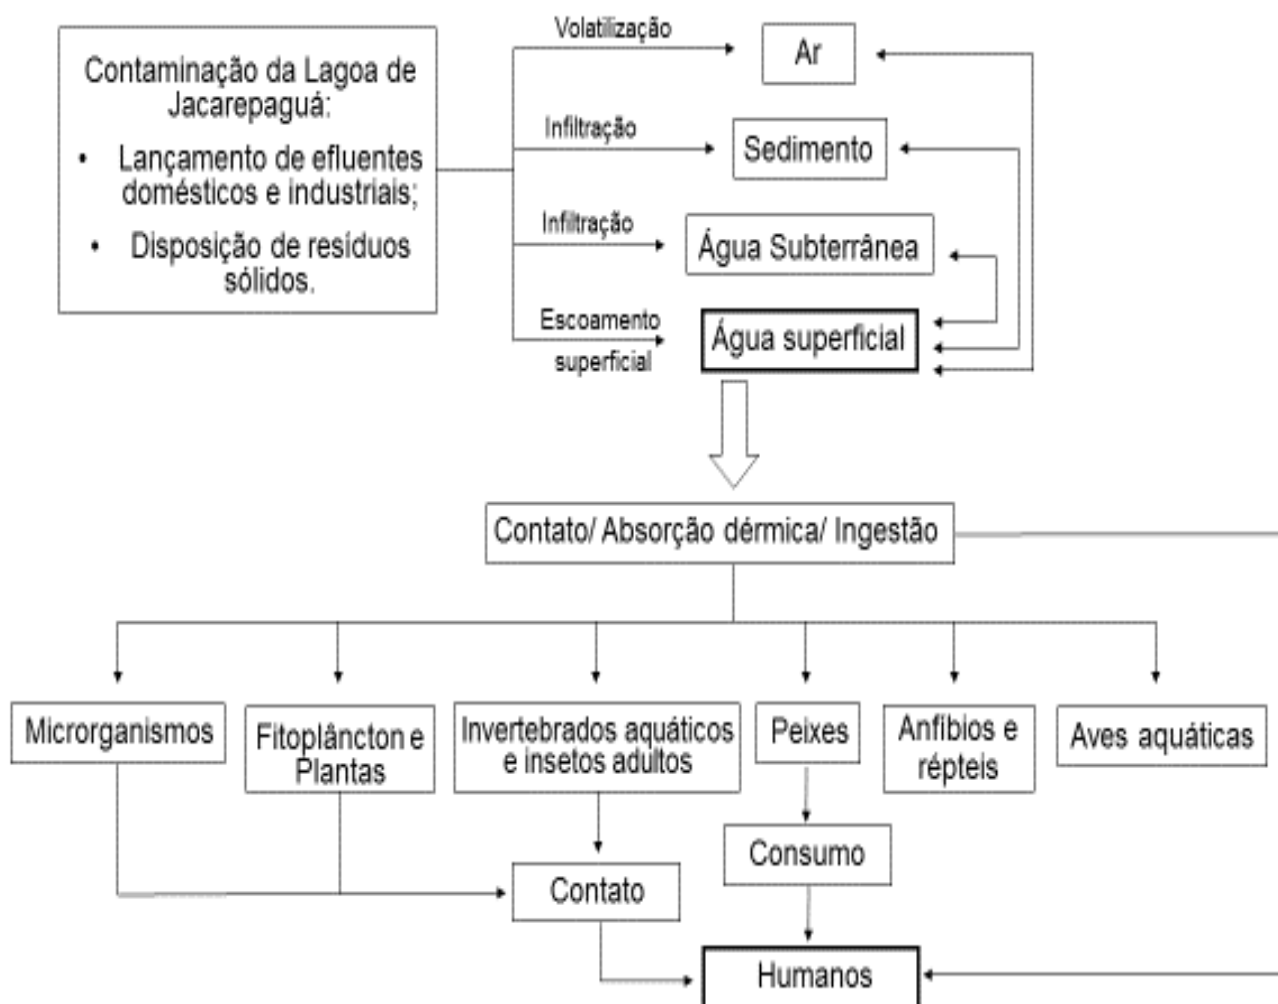 Contaminação da Lagoa de
Jacarepaguá:
• Lançamento de efluentes
domésticos e industriais;
• Disposição de resíduos
sólidos.
Volatilização
Ar
Infiltração
Sedimento
Infiltração
Água Subterrânea
Escoamento
superficial
Água superficial
Contato/ Absorção dérmica/ Ingestão
Microrganismos
Fitoplâncton e
Plantas
Invertebrados aquáticos
e insetos adultos
Peixes
Anfíbios e
répteis
Aves aquáticas
Consumo
Contato
Humanos